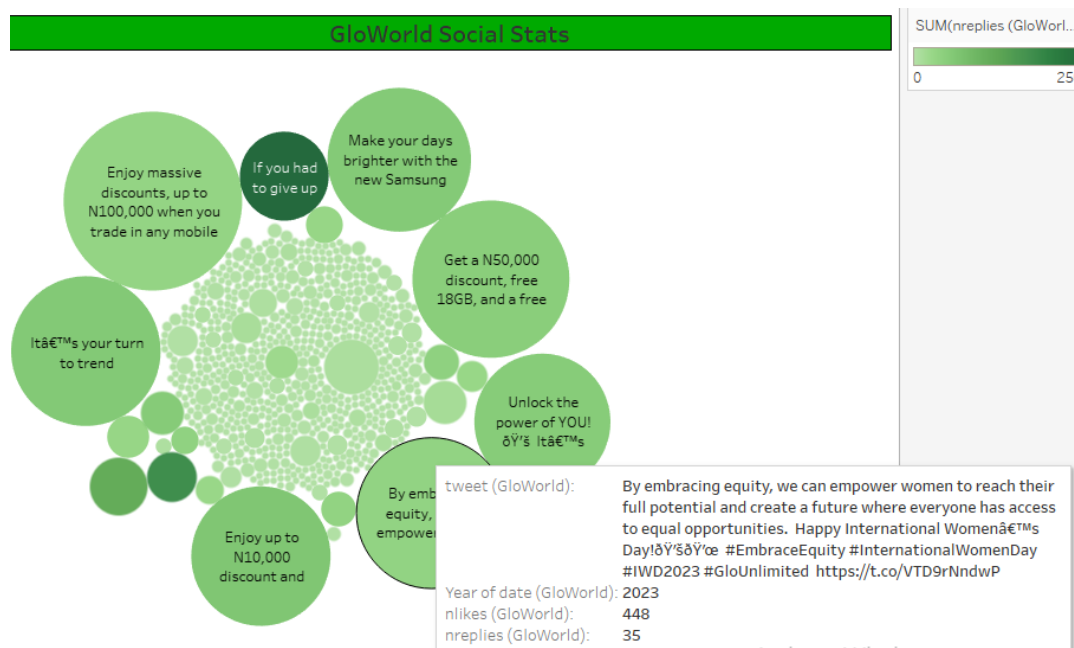 GloWorld Social Stats
SUM(nreplies (GloWorl...
0
25
Enjoy massive
discounts, up to
N100,000 when you
trade in any mobile
If you had
to give up
Make your days
brighter with the
new Samsung
Get a N50,000
discount, free
18GB, and a free
Itâ€™s your turn
to trend
Unlock the
power of YOU!
ðŸ’š Itâ€™s
By emb
equity,
empower
Enjoy up to
N10,000
discount and
tweet (GloWorld):
By embracing equity, we can empower women to reach their
full potential and create a future where everyone has access
to equal opportunities. Happy International Womenâ€™s
Day!ðŸ’šðŸ’œ #EmbraceEquity #InternationalWomenDay
#IWD2023 #GloUnlimited https://t.co/VTD9rNndwP
Year of date (GloWorld): 2023
nlikes (GloWorld): 448
nreplies (GloWorld): 35